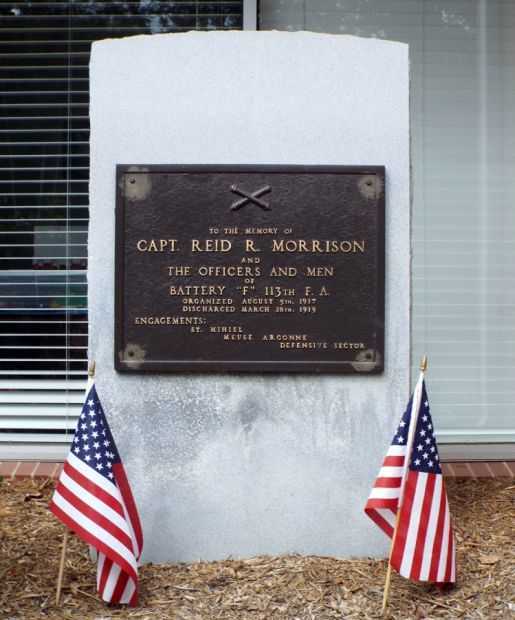 TO THE MEMORY OF
CAPT. REID R. MORRISON
AND
THE OFFICERS AND MEN
OF
BATTERY "F" 113TH F. A.
ORGANIZED AUGUST 5TH, 1917
DISCHARGED MARCH 28TH, 1919
ENGAGEMENTS:
ST. MIHIEL
MEUSE ARGONNE
DEFENSIVE SECTOR